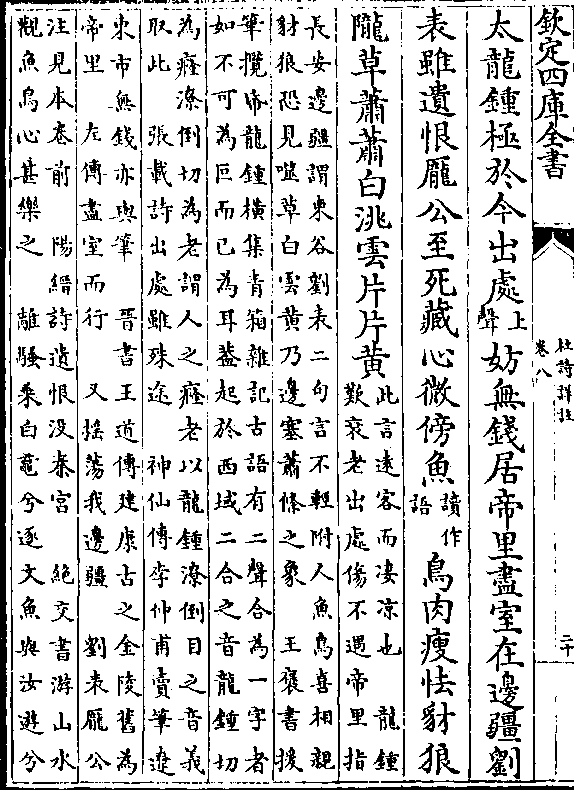 欽定四庫全書
杜詩詳註
卷八
二十
太龍鍾極於今出處上聲妨無錢居帝里盡室在邊疆劉
表雖遺恨龎公至死藏心微傍魚讀作語鳥肉瘦怯豺狼
隴草蕭蕭白洮雲片片黃此言遠客而凄凉也 龍鍾
歎衰老出處傷不遇帝里指
長安邊疆謂東谷劉表二句言不輕附人魚鳥喜相親
豺狼恐見噬草白雲黃乃邊塞蕭條之象 王褒書援
筆攬帋龍鍾橫集青箱雜記古語有二聲合為一字者
如不可為叵而已為耳葢起於西域二合之音龍鍾切
為癃潦倒切為老謂人之癃老以龍鍾潦倒目之音義
取此 張載詩出處雖殊途 神仙傳李仲甫賣筆遼
東市無錢亦與筆 晉書王道傳建康古之金陵舊為
帝里 左傳盡室而行 又揺蕩我邊疆 劉表龎公
注見本卷前 陽縉詩遺恨没秦宮 絶交書游山水
觀魚鳥心甚樂之 離騷乘白黿兮逐文魚與汝遊兮